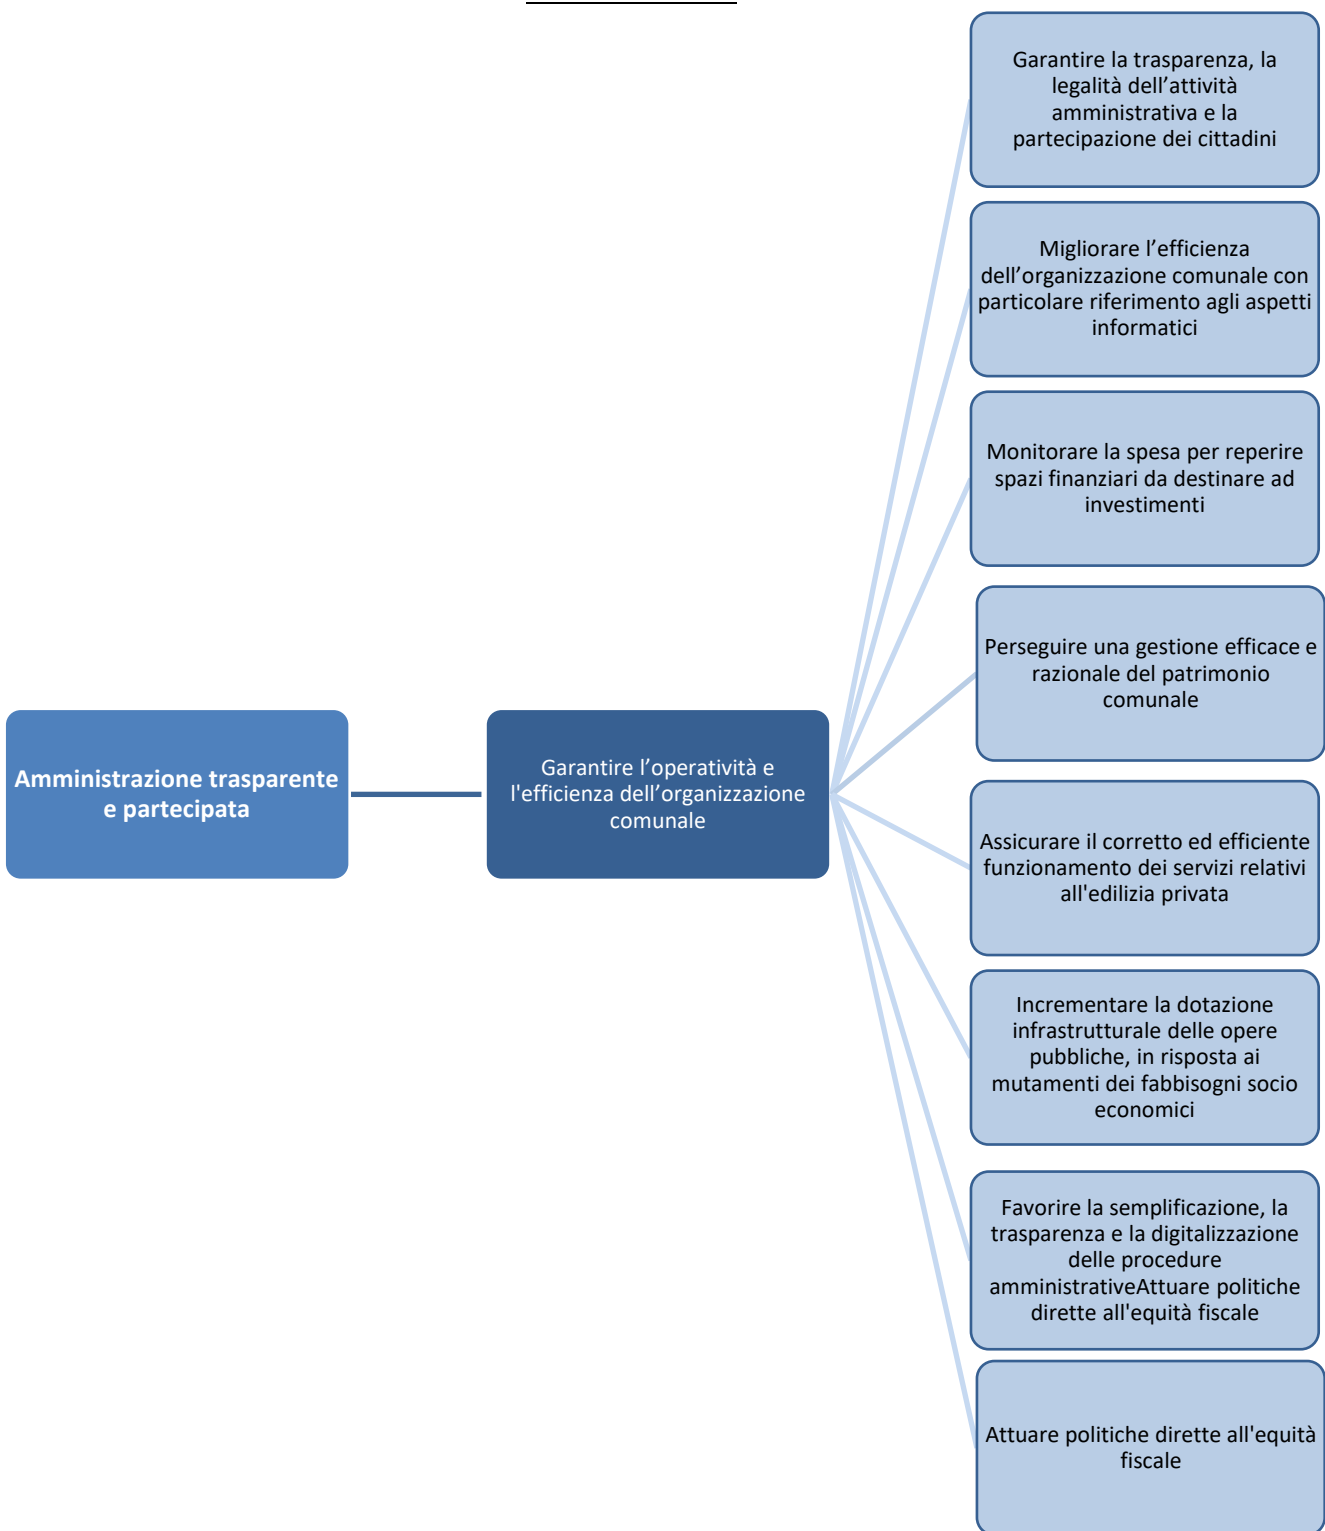 Amministrazione trasparente
e partecipata
Garantire l’operatività e
l'efficienza dell’organizzazione
comunale
Garantire la trasparenza, la
legalità dell’attività
amministrativa e la
partecipazione dei cittadini
Migliorare l’efficienza
dell’organizzazione comunale con
particolare riferimento agli aspetti
informatici
Monitorare la spesa per reperire
spazi finanziari da destinare ad
investimenti
Perseguire una gestione efficace e
razionale del patrimonio
comunale
Assicurare il corretto ed efficiente
funzionamento dei servizi relativi
all'edilizia privata
Incrementare la dotazione
infrastrutturale delle opere
pubbliche, in risposta ai
mutamenti dei fabbisogni socio
economici
Favorire la semplificazione, la
trasparenza e la digitalizzazione
delle procedure
amministrativeAttuare politiche
dirette all'equità fiscale
Attuare politiche dirette all'equità
fiscale